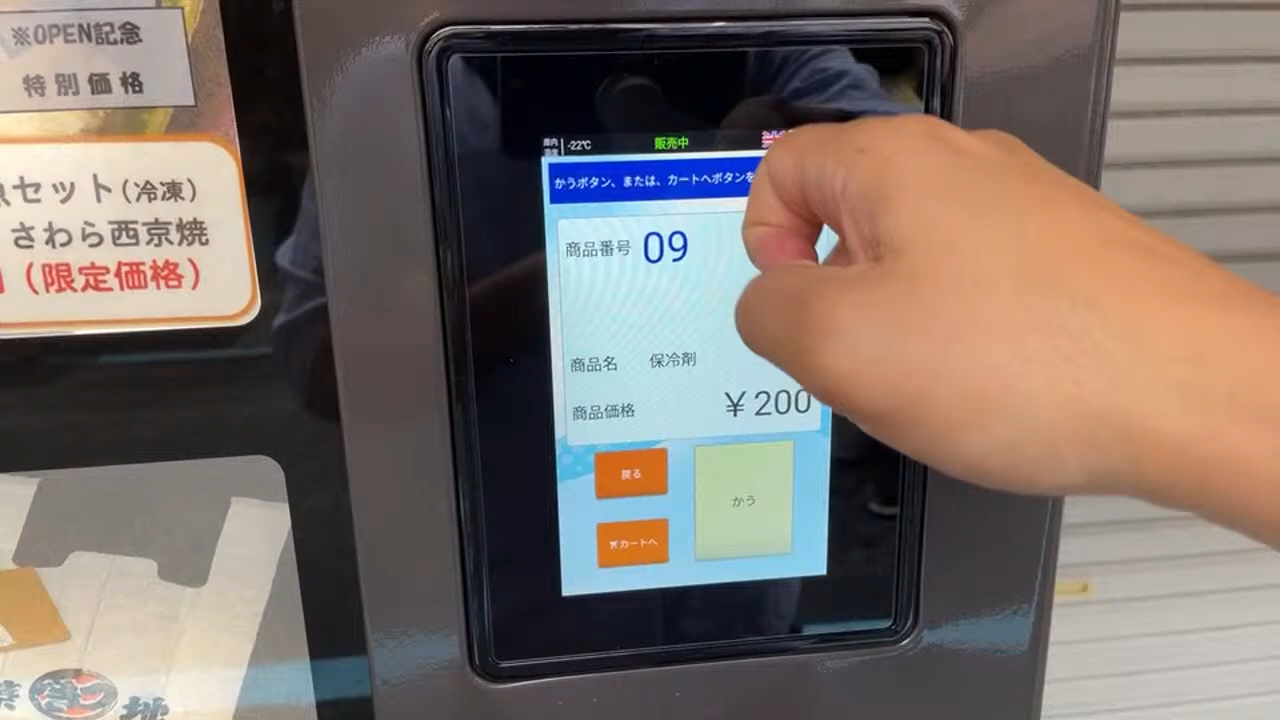 ※OPEN記念
特別価格
セット（冷凍）
さわら西京焼
（限定価格）
庫内
温度
-22℃
販売中
かうボタン、または、カートへボタンを
商品番号 09
商品名 保冷剤
商品価格 ￥200
戻る
かう
カートへ